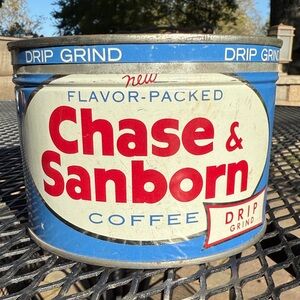 DRIP GRIND DRIP GRIND
new
FLAVOR-PACKED
Chase &
Sanborn
COFFEE
DRIP
GRIND